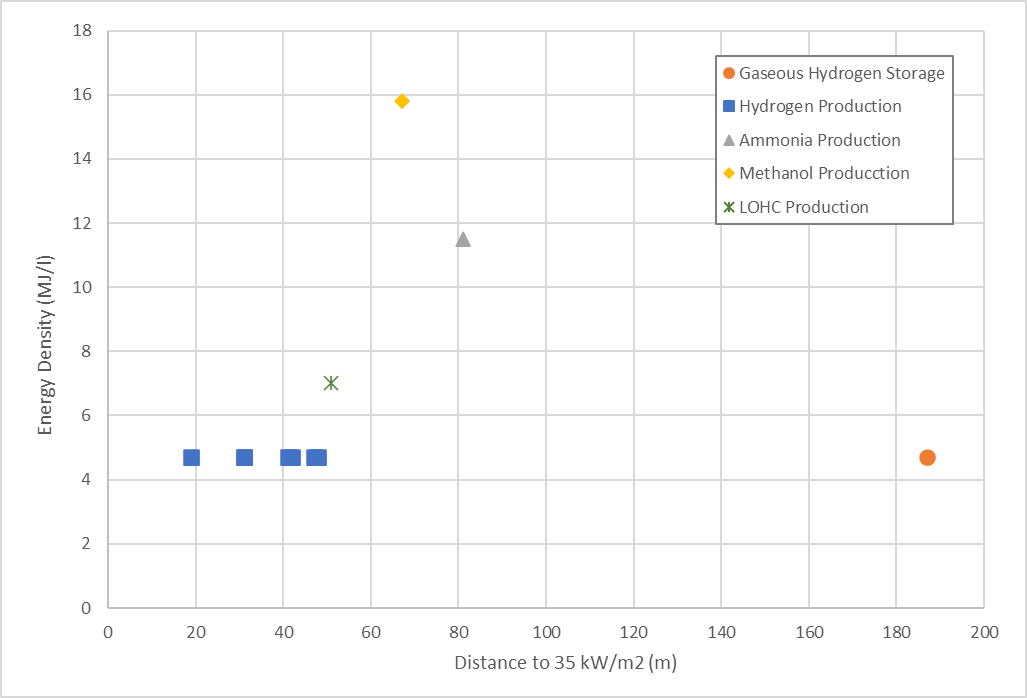 18
16
14
12
10
8
6
4
2
0
Energy Density (MJ/l)
Gaseous Hydrogen Storage
Hydrogen Production
Ammonia Production
Methanol Producction
LOHC Production
0 20 40 60 80 100 120 140 160 180 200
Distance to 35 kW/m2 (m)